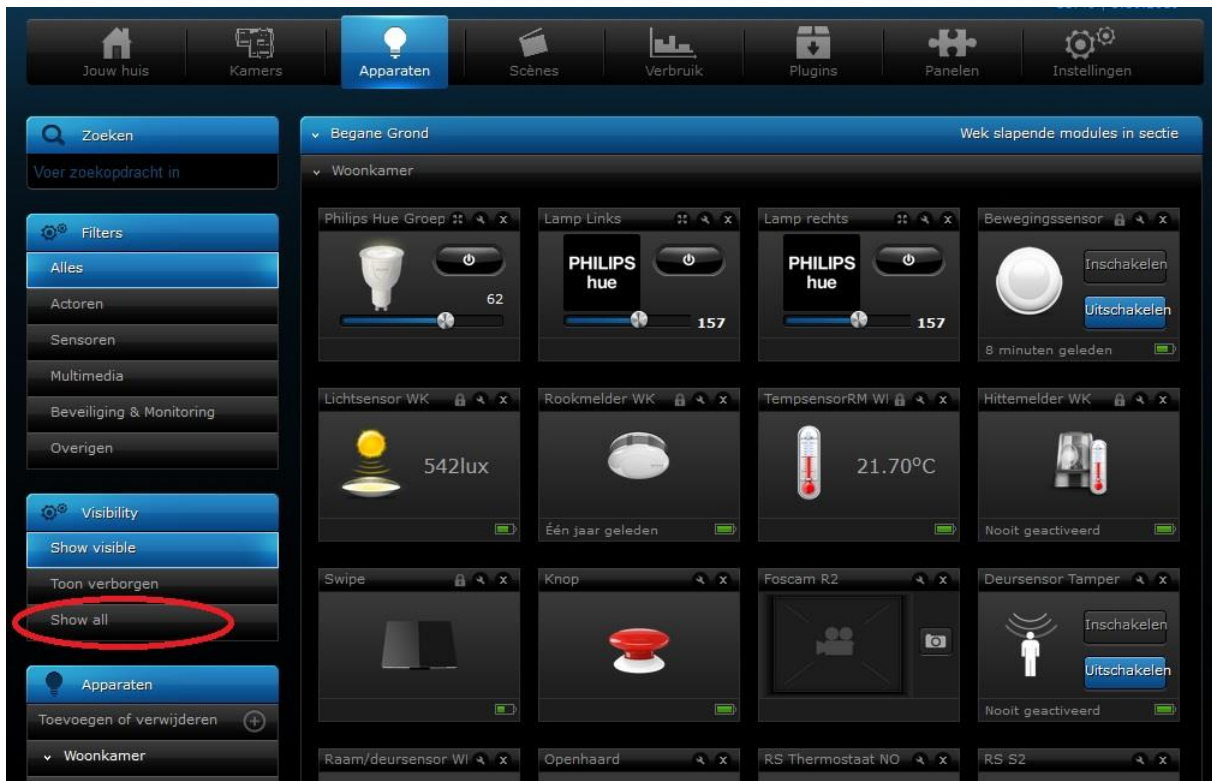 Jouw huis
Kamers
Apparaten
Scènes
Verbruik
Plugins
Panelen
Instellingen
Zoeken
Voer zoekopdracht in
Filters
Alles
Actoren
Sensoren
Multimedia
Beveiliging & Monitoring
Overigen
Visibility
Show visible
Toon verborgen
Show all
Apparaten
Toevoegen of verwijderen
Woonkamer
Begane Grond
Wek slapende modules in sectie
Woonkamer
Philips Hue Groep
62
Lamp Links
PHILIPS
hue
157
Lamp rechts
PHILIPS
hue
157
Bewegingssensor
Inschakelen
Uitschakelen
8 minuten geleden
Lichtsensor WK
542lux
Rookmelder WK
Één jaar geleden
TempsensorRM W
21.70°C
Hittemelder WK
Nooit geactiveerd
Swipe
Knop
Foscam R2
Deursensor Tamper
Inschakelen
Uitschakelen
Nooit geactiveerd
Raam/deursensor W
Openhaard
RS Thermostaat NO
RS S2